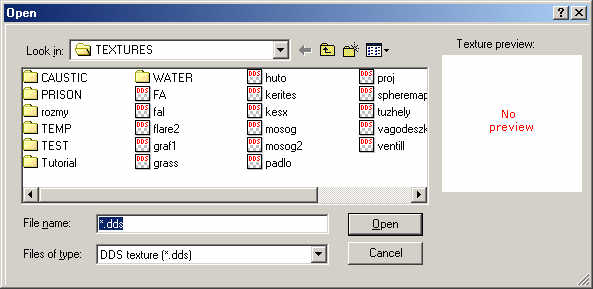 Open
Look in: TEXTURES
Texture preview:
CAUSTIC
PRISON
rozmy
TEMP
TEST
Tutorial
WATER
FA
fal
flare2
graf1
grass
huto
kerites
kesx
mosog
mosog2
padlo
proj
spheremap
tuzhely
vagodeszk
ventill
No
preview
File name: *.dds
Open
Files of type: DDS texture (*.dds)
Cancel